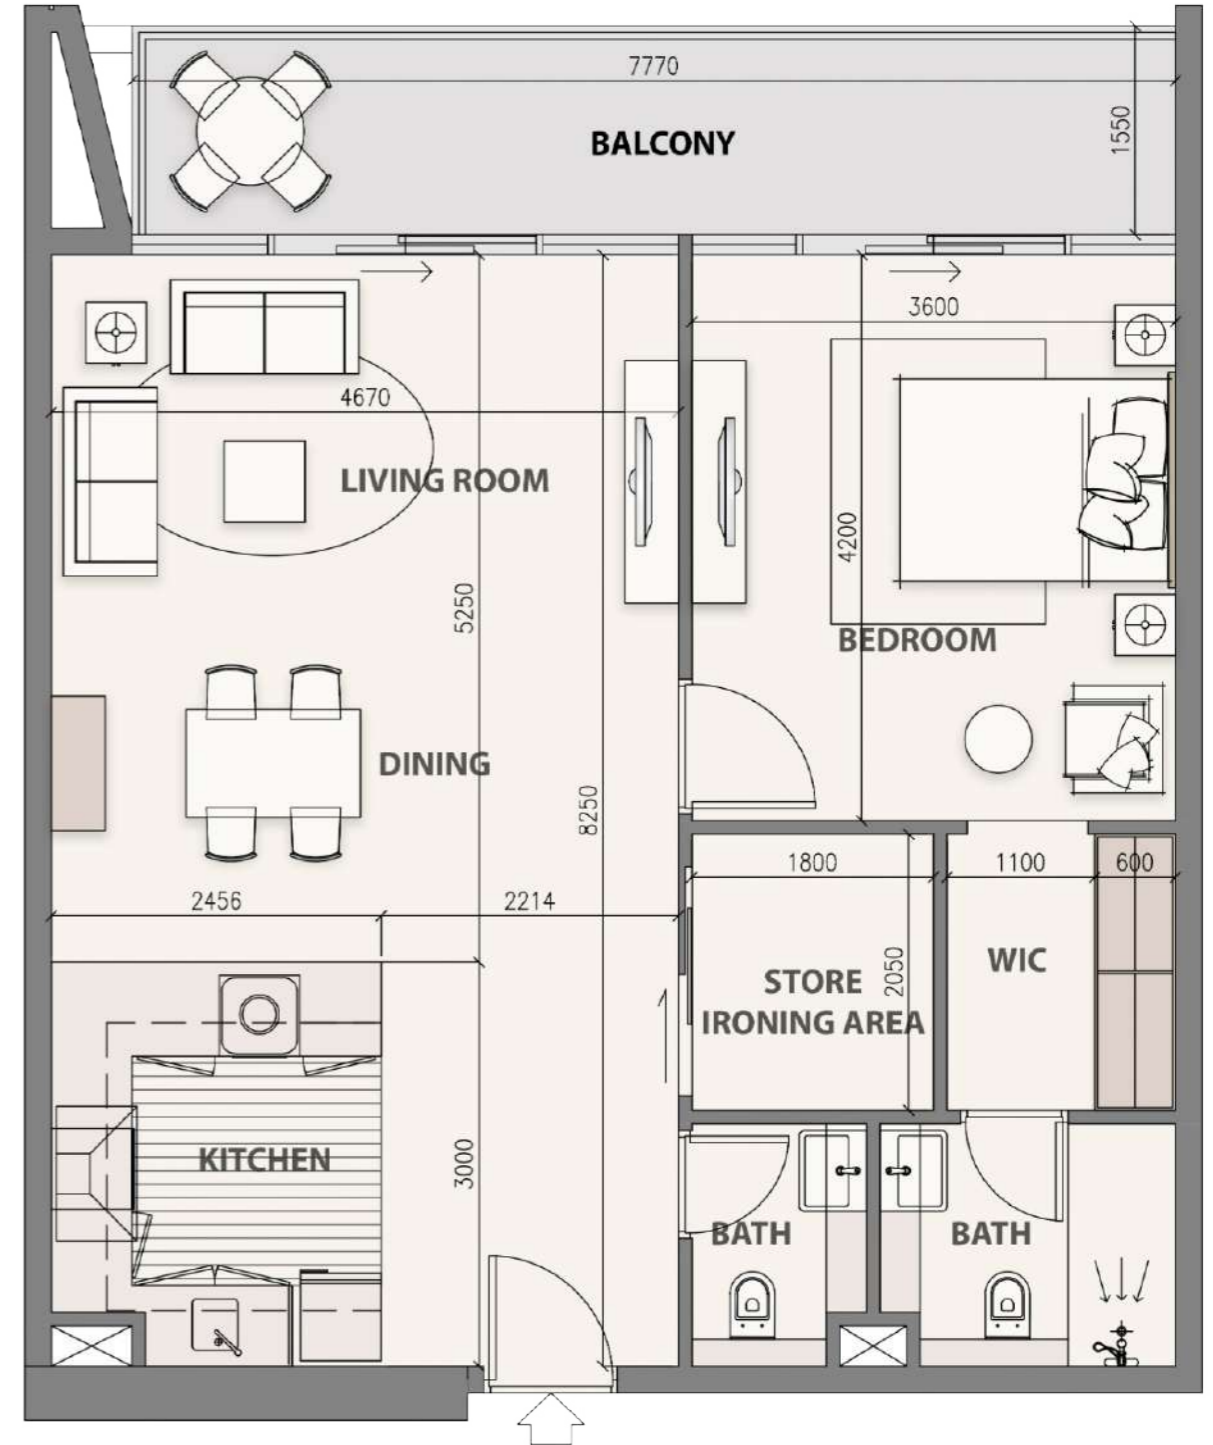 7770
BALCONY
1550
3600
4670
LIVING ROOM
4200
5250
BEDROOM
DINING
8250
1800
1100
600
2456
2214
WIC
STORE
IRONING AREA
2050
KITCHEN
3000
BATH
BATH